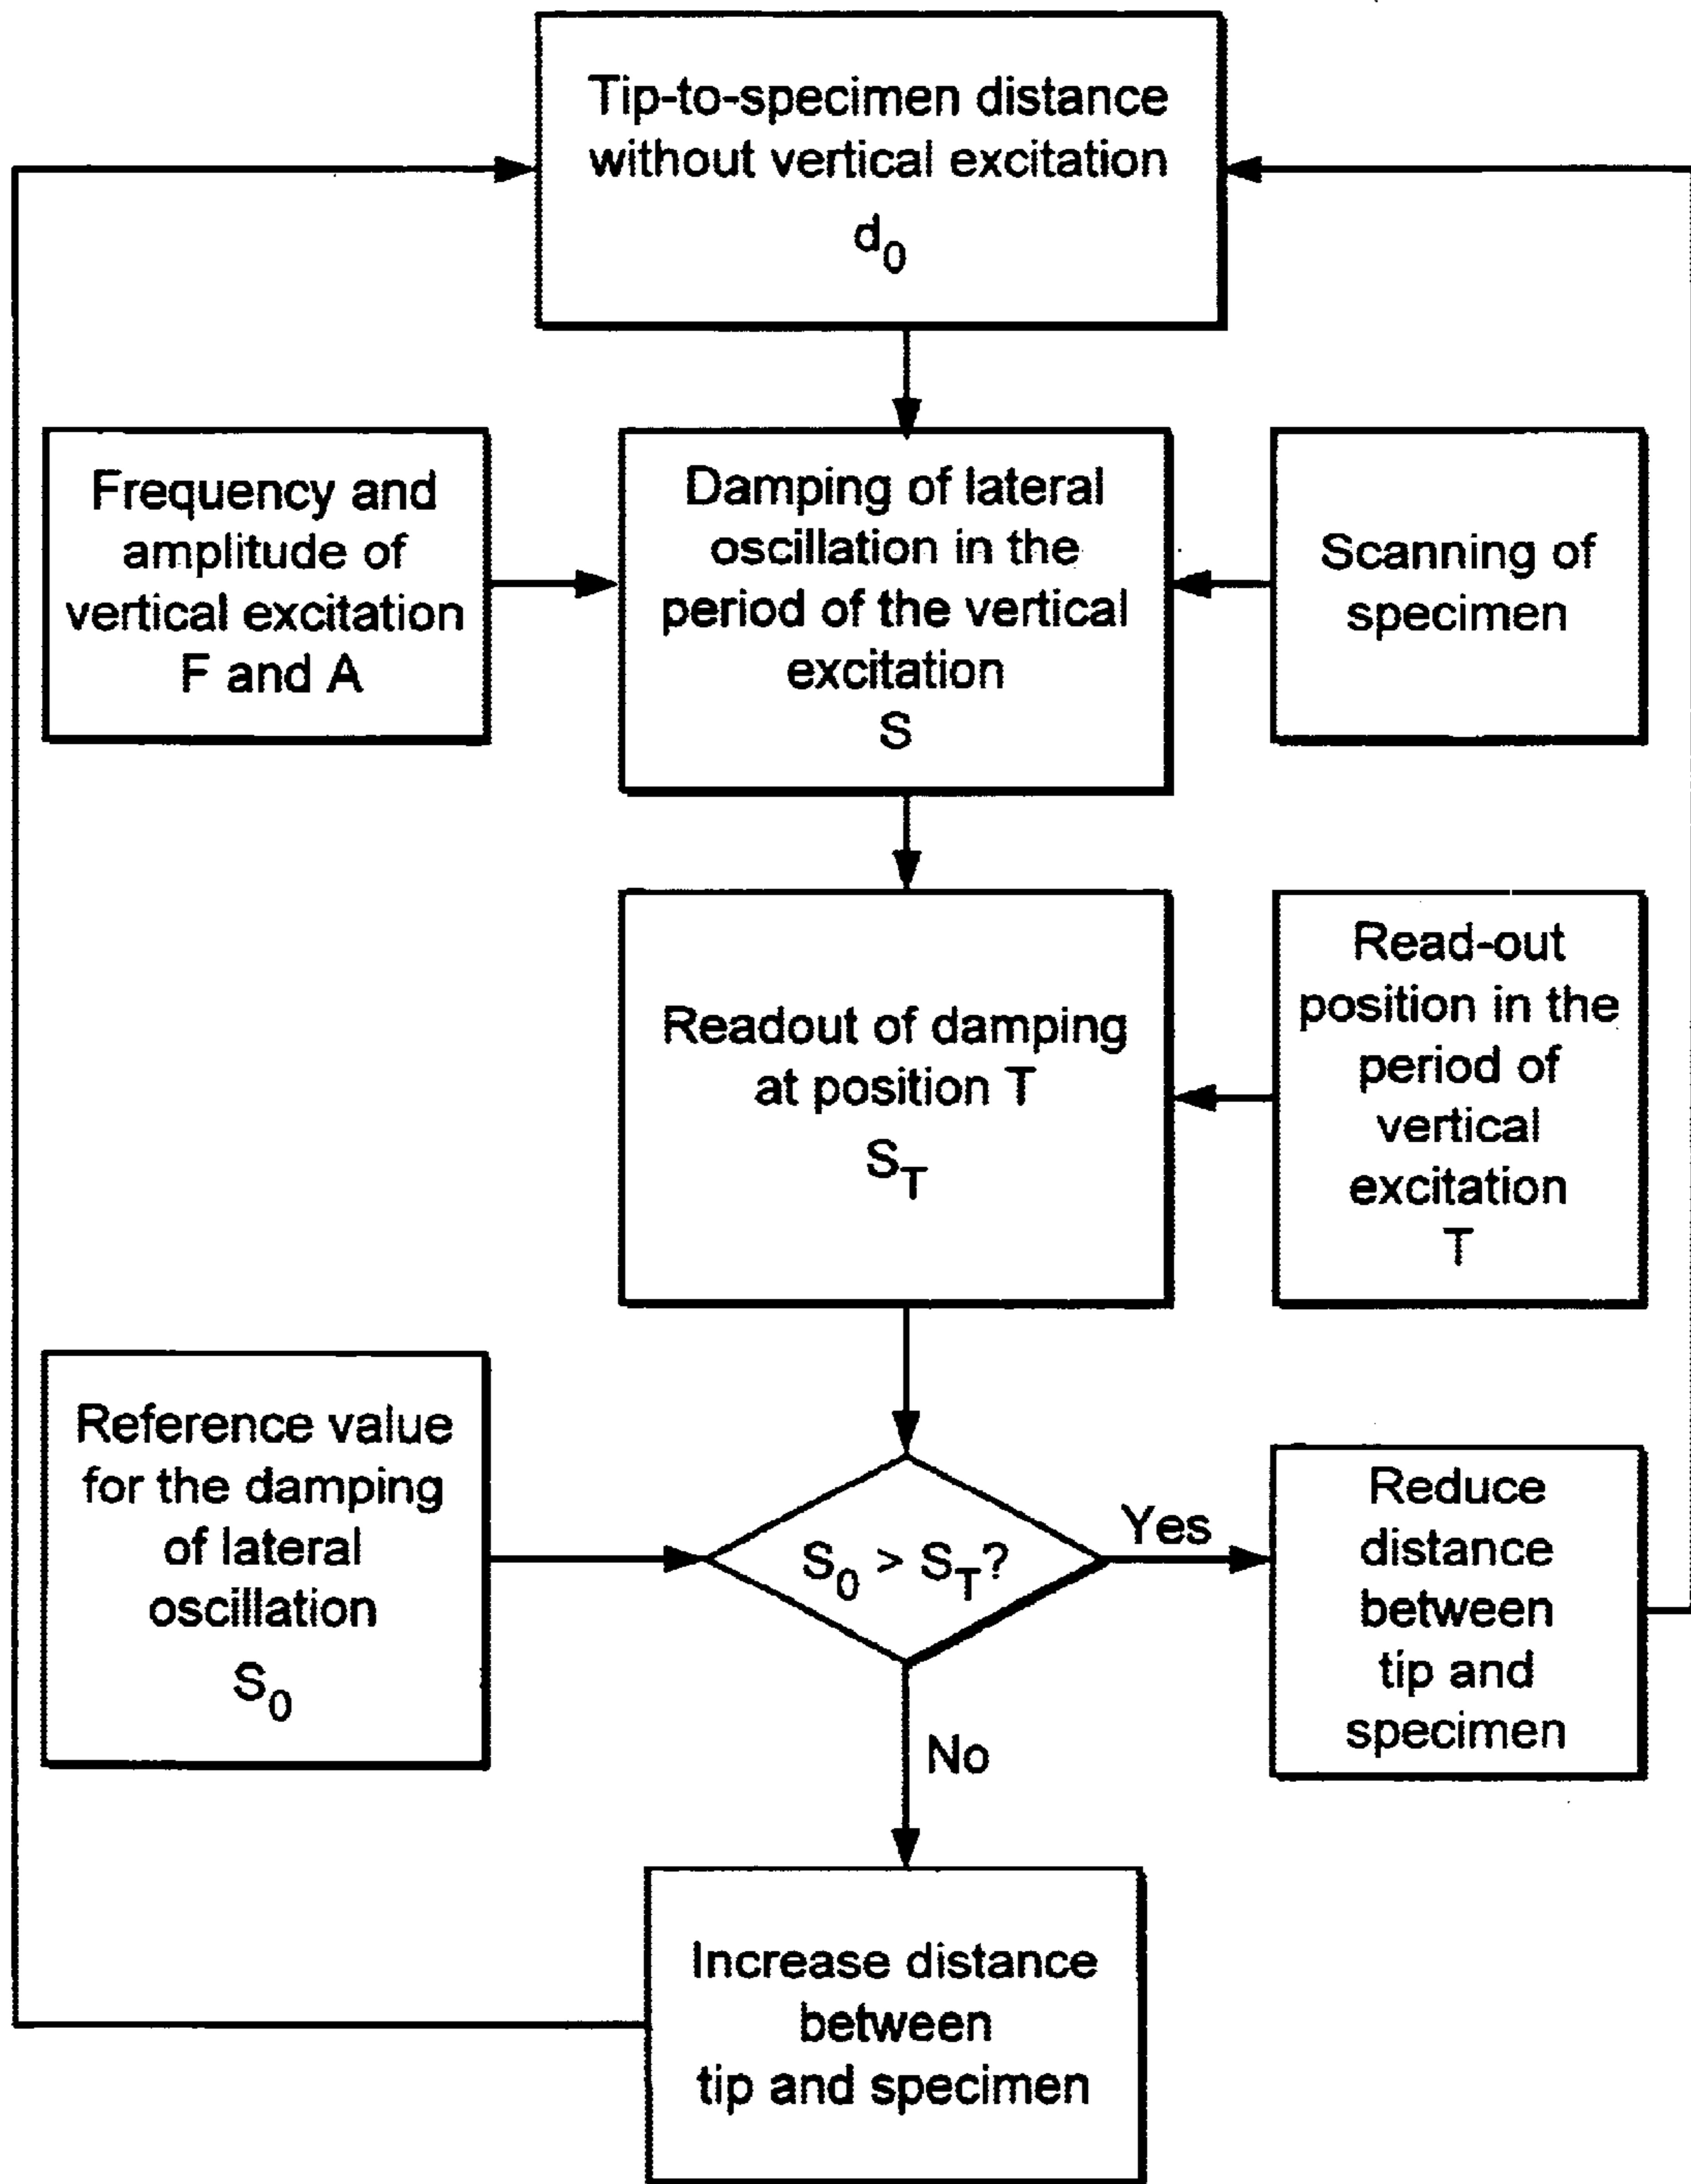 Tip-to-specimen distance
without vertical excitation
d₀
Frequency and
amplitude of
vertical excitation
F and A
Damping of lateral
oscillation in the
period of the vertical
excitation
S
Scanning of
specimen
Readout of damping
at position T
S_T
Read-out
position in the
period of
vertical
excitation
T
Reference value
for the damping
of lateral
oscillation
S₀
S₀ > S_T?
Yes
Reduce
distance
between
tip and
specimen
No
Increase distance
between
tip and specimen